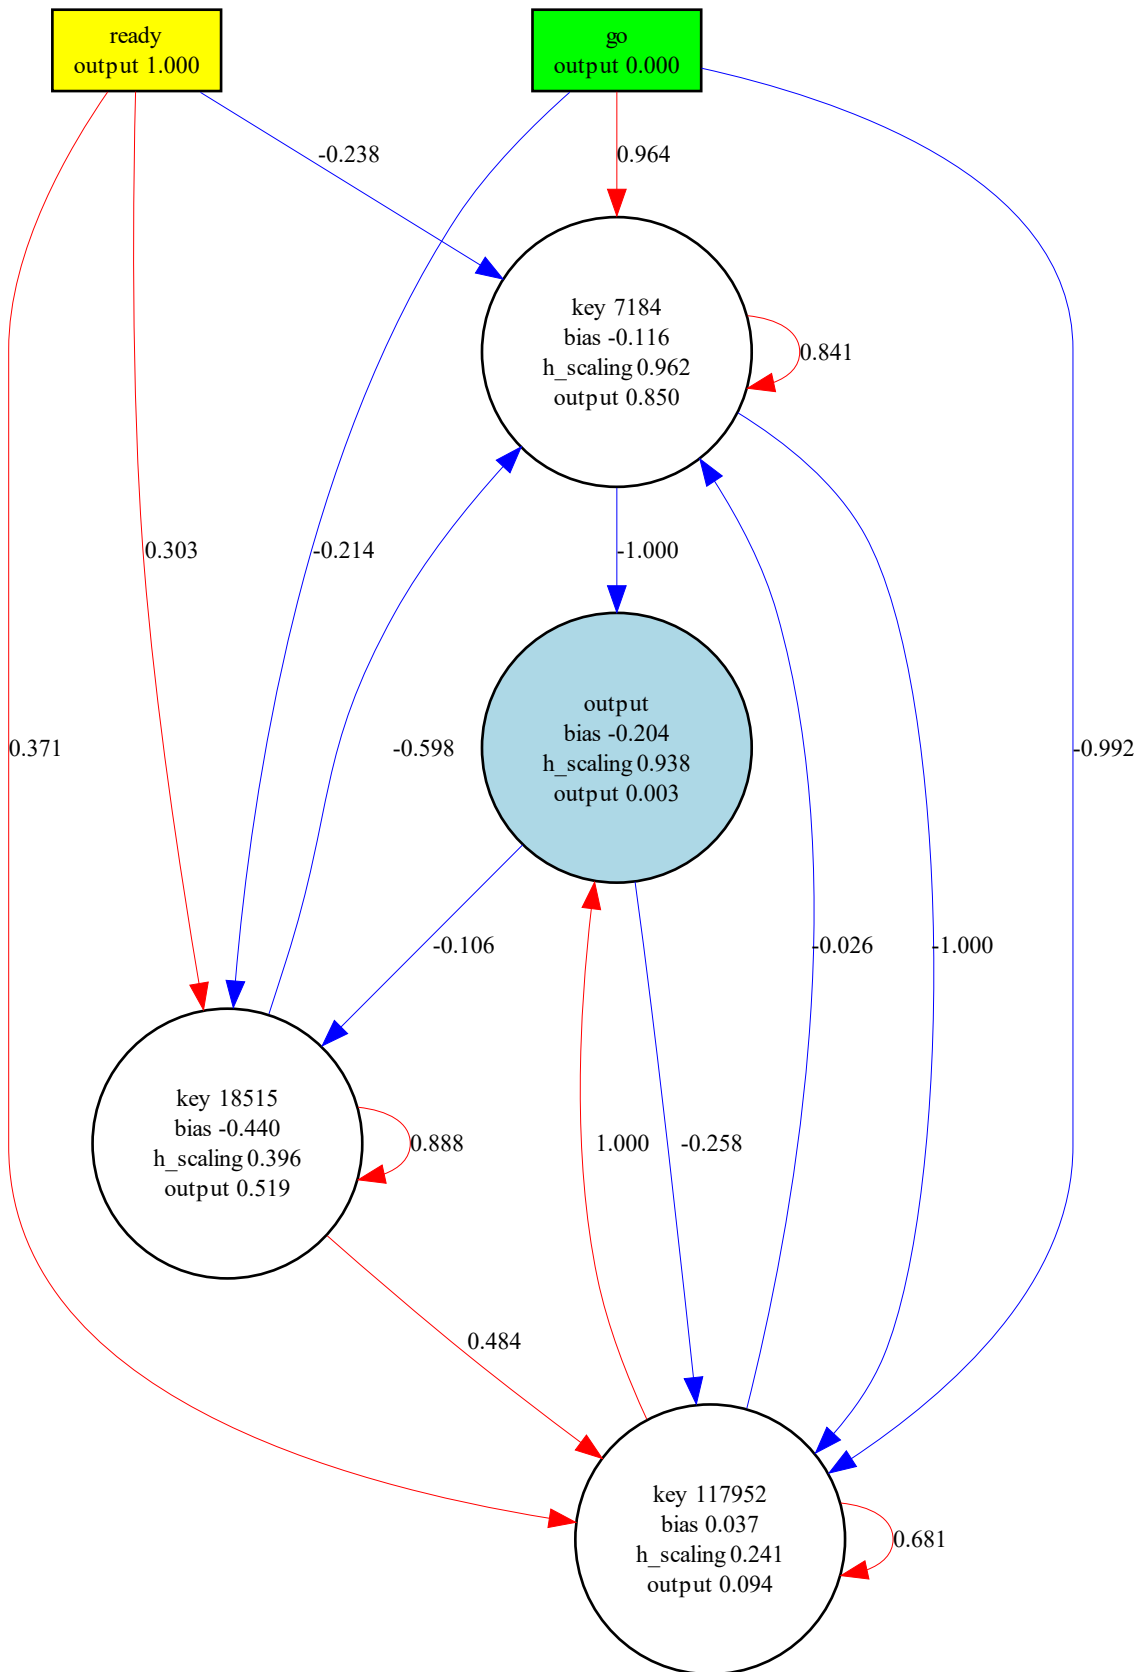 ready
output 1.000
go
output 0.000
-0.238
0.964
key 7184
bias -0.116
h_scaling 0.962
output 0.850
0.841
0.303
-0.214
-1.000
output
bias -0.204
h_scaling 0.938
output 0.003
0.371
-0.598
-0.992
-0.106
-0.026
-1.000
key 18515
bias -0.440
h_scaling 0.396
output 0.519
0.888
1.000
-0.258
0.484
key 117952
bias 0.037
h_scaling 0.241
output 0.094
0.681